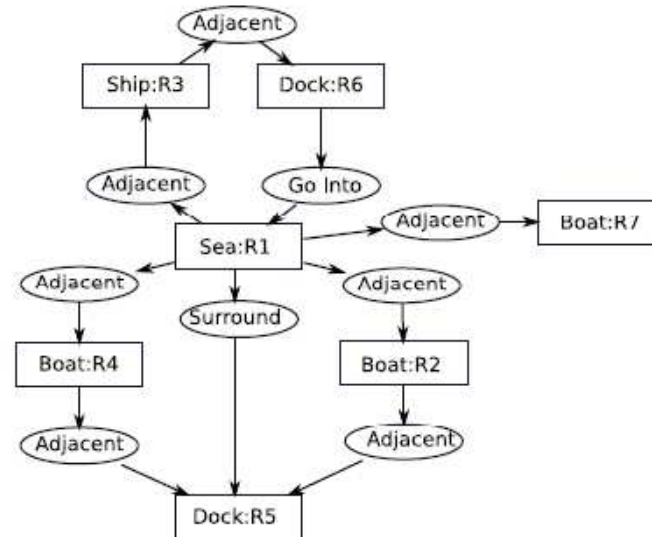 Adjacent
Ship:R3
Dock:R6
Adjacent
Go Into
Adjacent
Boat:R7
Sea:R1
Adjacent
Surround
Adjacent
Boat:R4
Boat:R2
Adjacent
Adjacent
Dock:R5